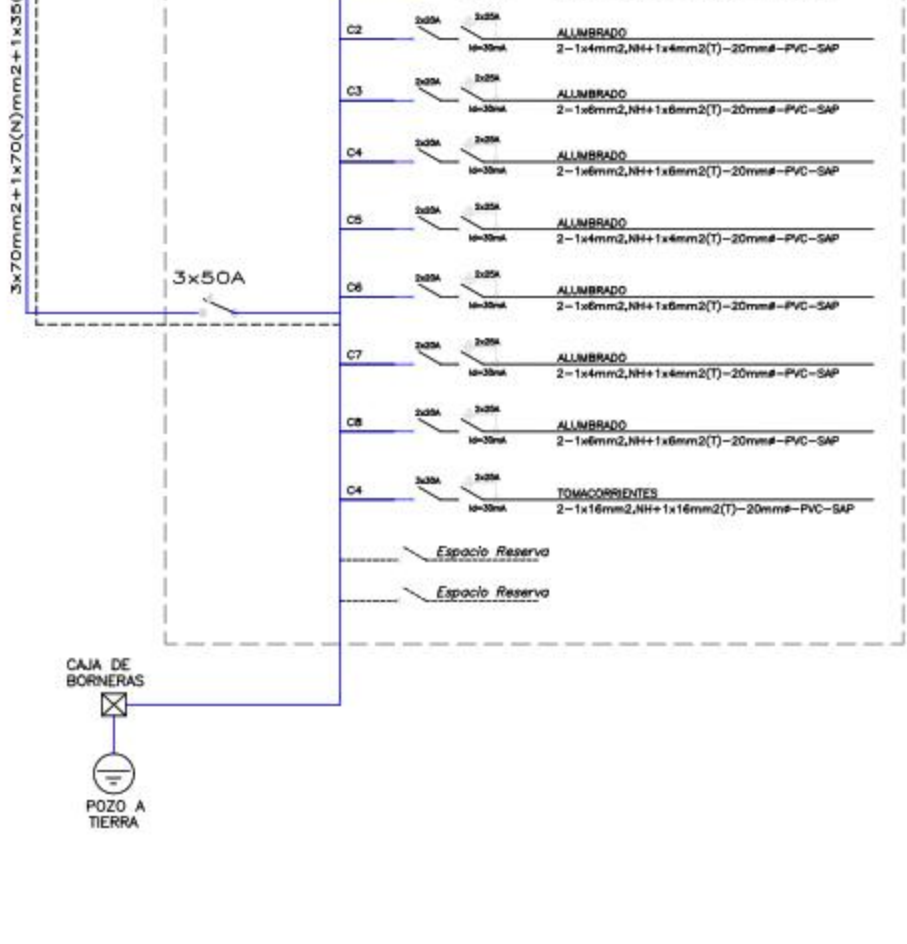 3x70mm2+1x70(N)mm2+1x35
C2
2x20A
2x25A
Id=30mA
ALUMBRADO
2-1x4mm2,NH+1x4mm2(T)-20mmø-PVC-SAP
C3
2x20A
2x25A
Id=30mA
ALUMBRADO
2-1x6mm2,NH+1x6mm2(T)-20mmø-PVC-SAP
C4
2x20A
2x25A
Id=30mA
ALUMBRADO
2-1x6mm2,NH+1x6mm2(T)-20mmø-PVC-SAP
C5
2x20A
2x25A
Id=30mA
ALUMBRADO
2-1x4mm2,NH+1x4mm2(T)-20mmø-PVC-SAP
3x50A
C6
2x20A
2x25A
Id=30mA
ALUMBRADO
2-1x6mm2,NH+1x6mm2(T)-20mmø-PVC-SAP
C7
2x20A
2x25A
Id=30mA
ALUMBRADO
2-1x4mm2,NH+1x4mm2(T)-20mmø-PVC-SAP
C8
2x20A
2x25A
Id=30mA
ALUMBRADO
2-1x6mm2,NH+1x6mm2(T)-20mmø-PVC-SAP
C4
2x25A
Id=30mA
TOMACORRIENTES
2-1x16mm2,NH+1x16mm2(T)-20mmø-PVC-SAP
Espacio Reserva
Espacio Reserva
CAJA DE
BORNERAS
POZO A
TIERRA